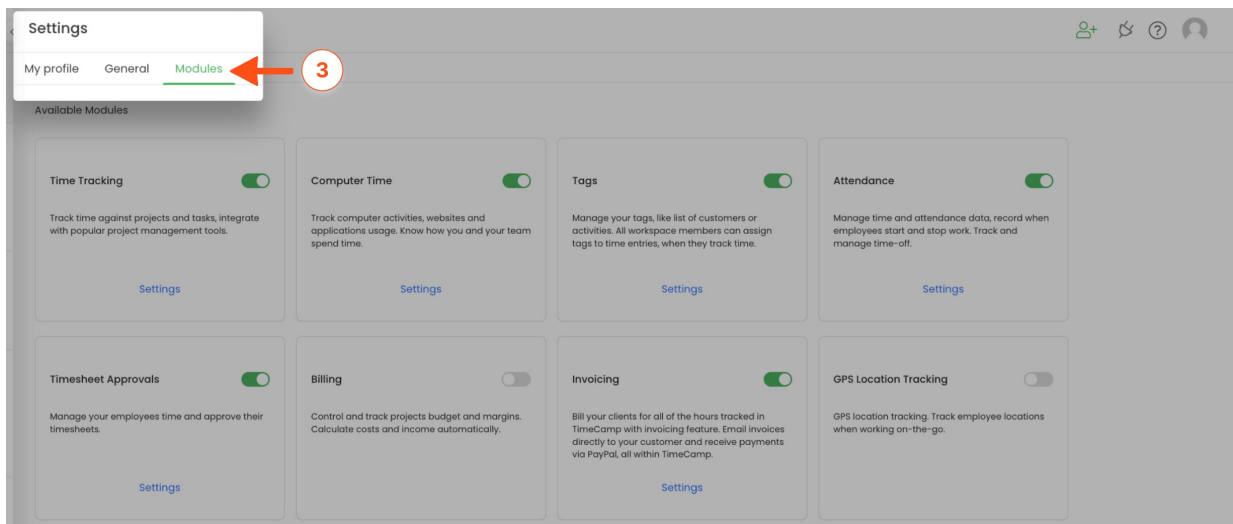 Settings
My profile General Modules 3
Available Modules
Time Tracking
Track time against projects and tasks, integrate
with popular project management tools.
Settings
Computer Time
Track computer activities, websites and
applications usage. Know how you and your team
spend time.
Settings
Tags
Manage your tags, like list of customers or
activities. All workspace members can assign
tags to time entries, when they track time.
Settings
Attendance
Manage time and attendance data, record when
employees start and stop work. Track and
manage time-off.
Settings
Timesheet Approvals
Manage your employees time and approve their
timesheets.
Settings
Billing
Control and track projects budget and margins.
Calculate costs and income automatically.
Invoicing
Bill your clients for all of the hours tracked in
TimeCamp with invoicing feature. Email invoices
directly to your customer and receive payments
via PayPal, all within TimeCamp.
Settings
GPS Location Tracking
GPS location tracking. Track employee locations
when working on-the-go.